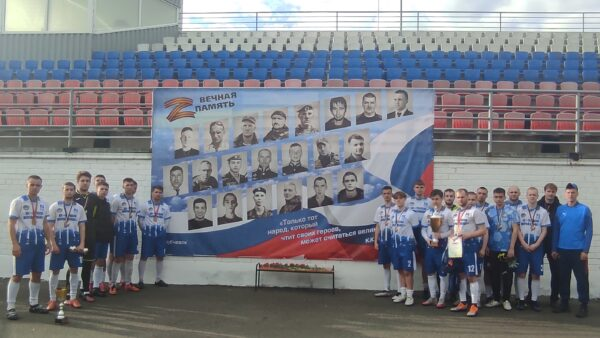 ВЕЧНАЯ
ПАМЯТЬ
«Только тот
народ, который
чтит своих героев,
может считаться великим